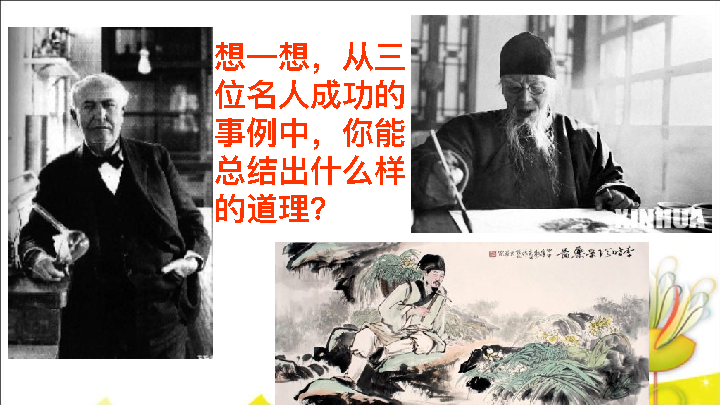 想一想，从三
位名人成功的
事例中，你能
总结出什么样
的道理？
XINHUA